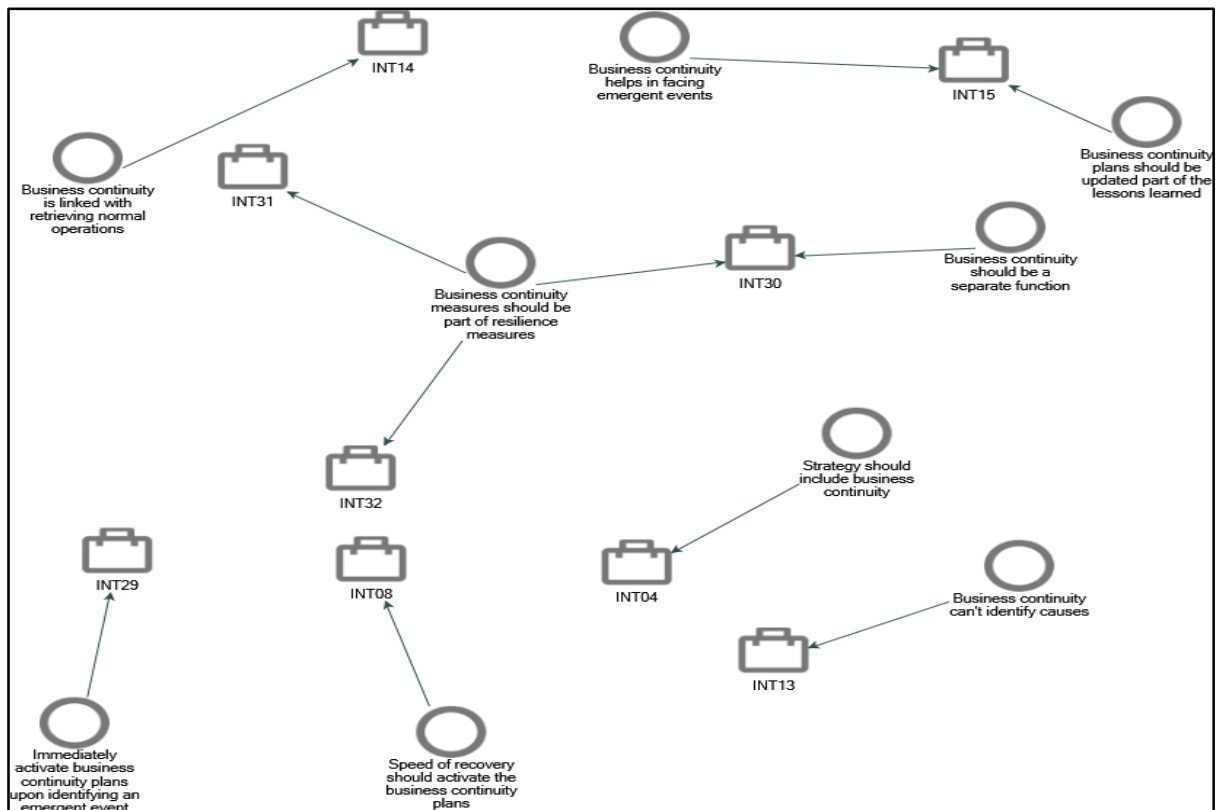 INT14
Business continuity
helps in facing
emergent events
INT15
Business continuity
plans should be
updated part of the
lessons learned
Business continuity
is linked with
retrieving normal
operations
INT31
Business continuity
measures should be
part of resilience
measures
INT30
Business continuity
should be a
separate function
INT32
Strategy should
include business
continuity
INT29
INT08
INT04
Business continuity
can't identify causes
INT13
Immediately
activate business
continuity plans
upon identifying an
emergent event
Speed of recovery
should activate the
business continuity
plans